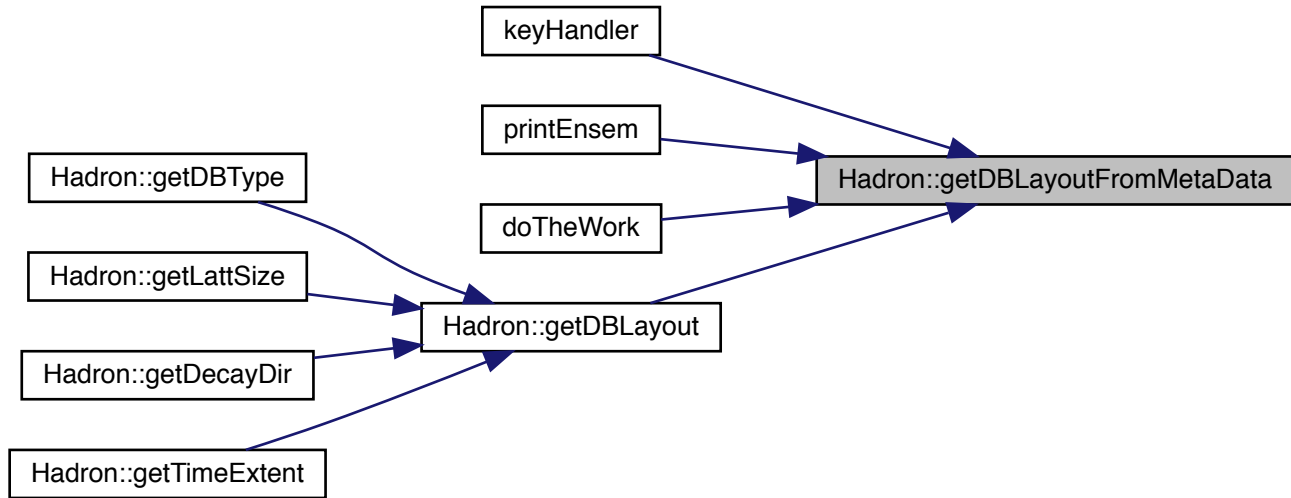 keyHandler
printEnsem
Hadron::getDBLayoutFromMetaData
Hadron::getDBType
doTheWork
Hadron::getLattSize
Hadron::getDBLayout
Hadron::getDecayDir
Hadron::getTimeExtent